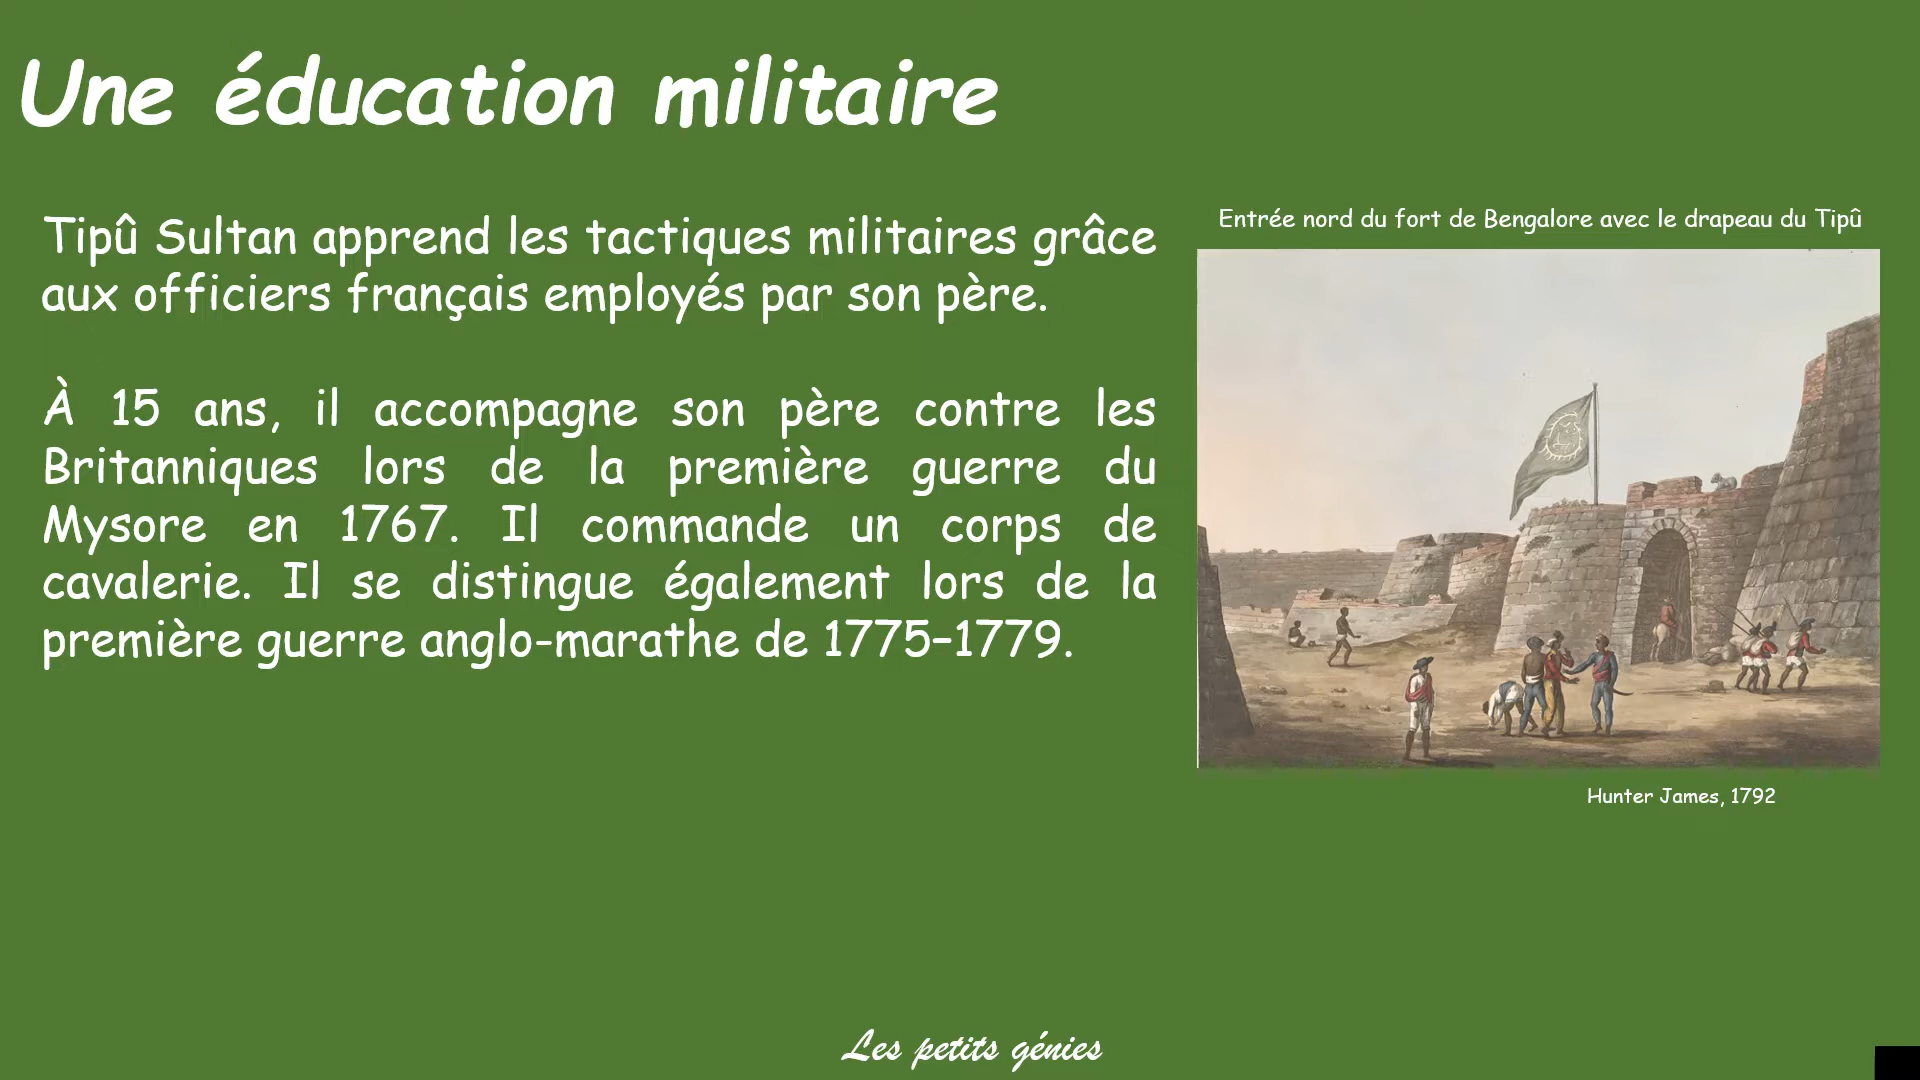 Une éducation militaire
Tipû Sultan apprend les tactiques militaires grâce
aux officiers français employés par son père.
À 15 ans, il accompagne son père contre les
Britanniques lors de la première guerre du
Mysore en 1767. Il commande un corps de
cavalerie. Il se distingue également lors de la
première guerre anglo-marathe de 1775–1779.
Entrée nord du fort de Bengalore avec le drapeau du Tipû
Hunter James, 1792
Les petits génies